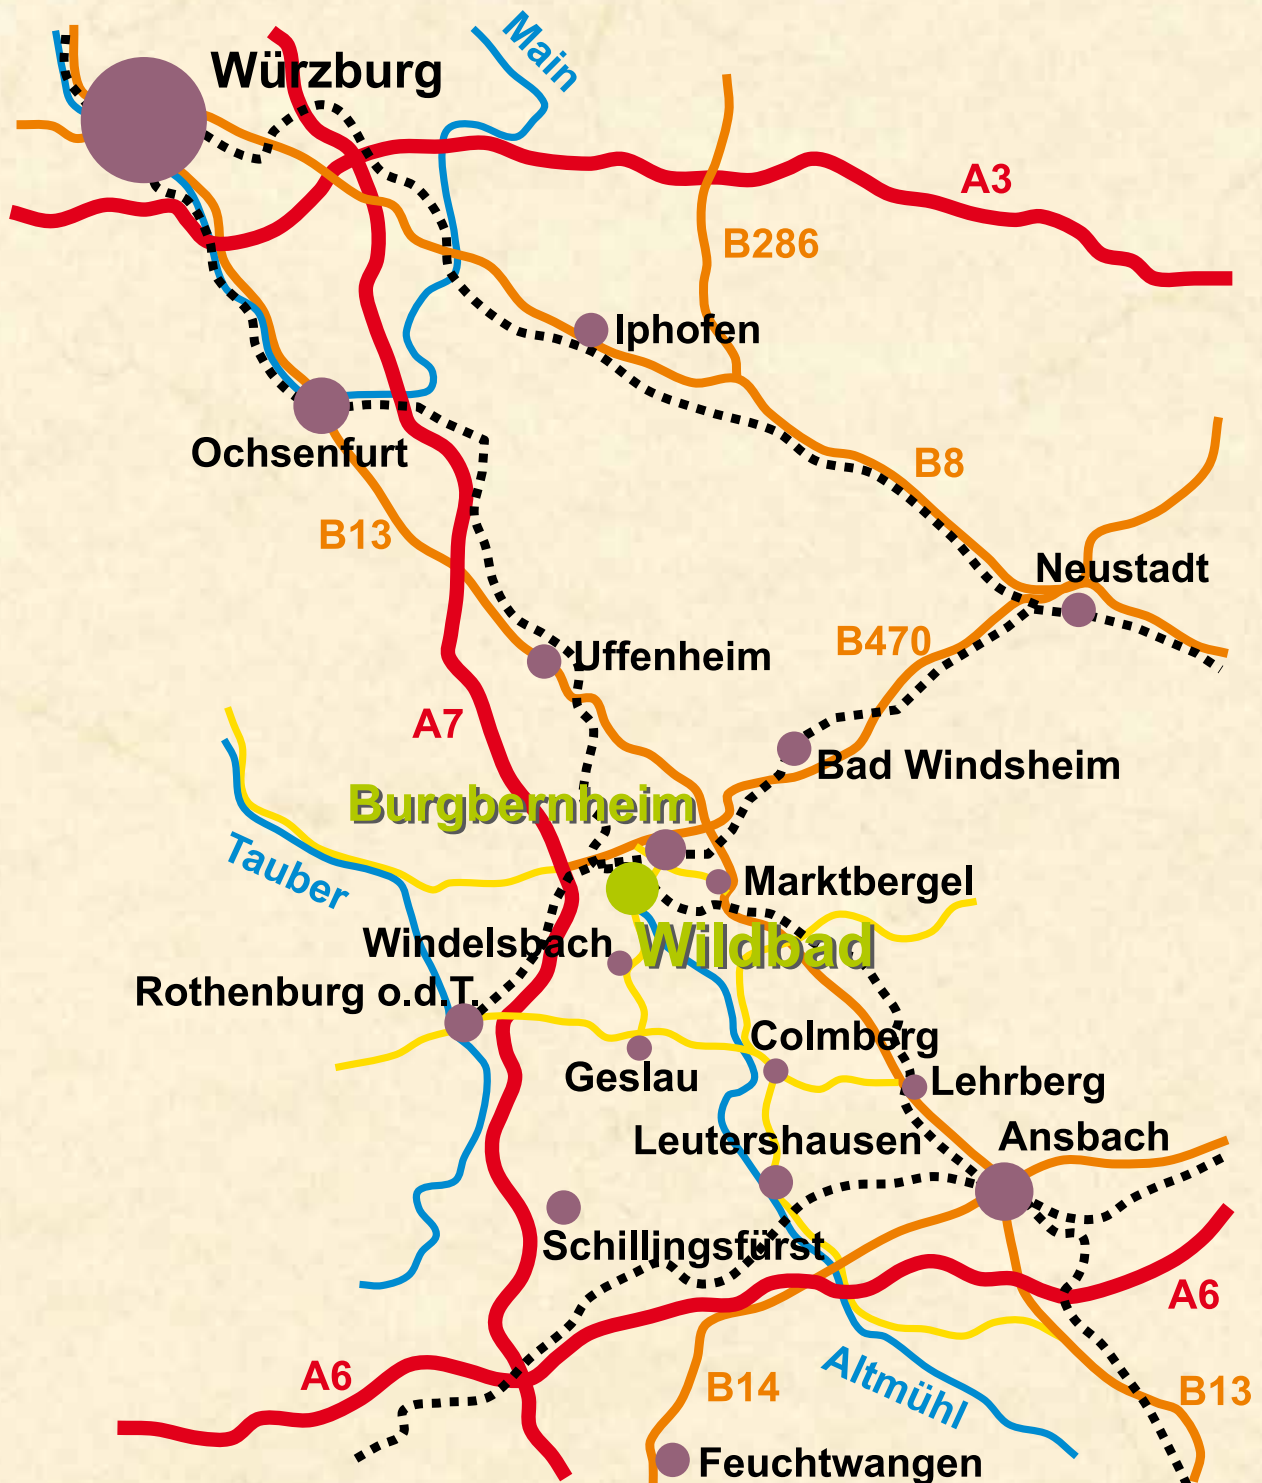 Main
Würzburg
A3
B286
Iphofen
Ochsenfurt
B8
B13
Neustadt
B470
Uffenheim
A7
Bad Windsheim
Burgbernheim
Tauber
Marktbergel
Windelsbach
Wildbad
Rothenburg o.d.T.
Colmberg
Geslau
Lehrberg
Leutershausen
Ansbach
Schillingsfürst
A6
A6
Altmühl
B14
B13
Feuchtwangen